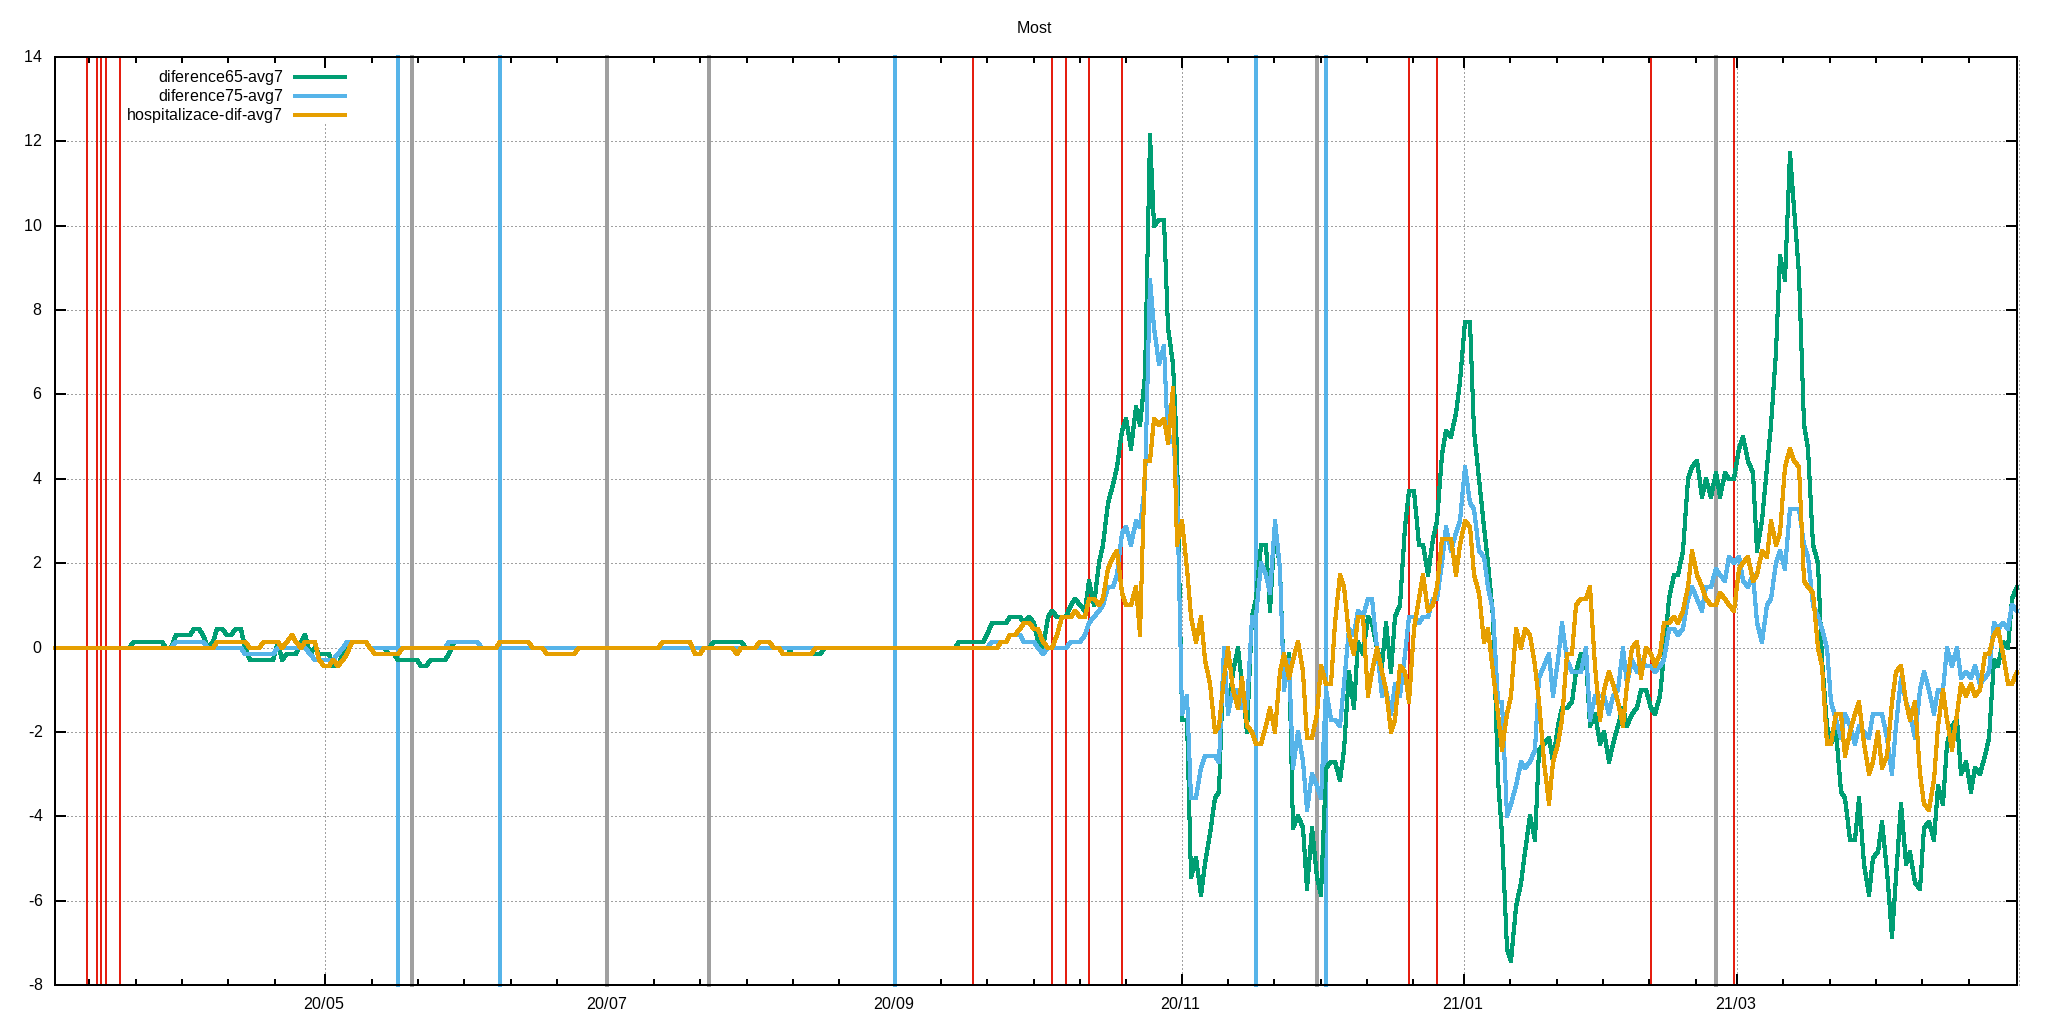 Most
14
diference65-avg7
diference75-avg7
hospitalizace-dif-avg7
12
10
8
6
4
2
0
-2
-4
-6
-8
20/05 20/07 20/09 20/11 21/01 21/03